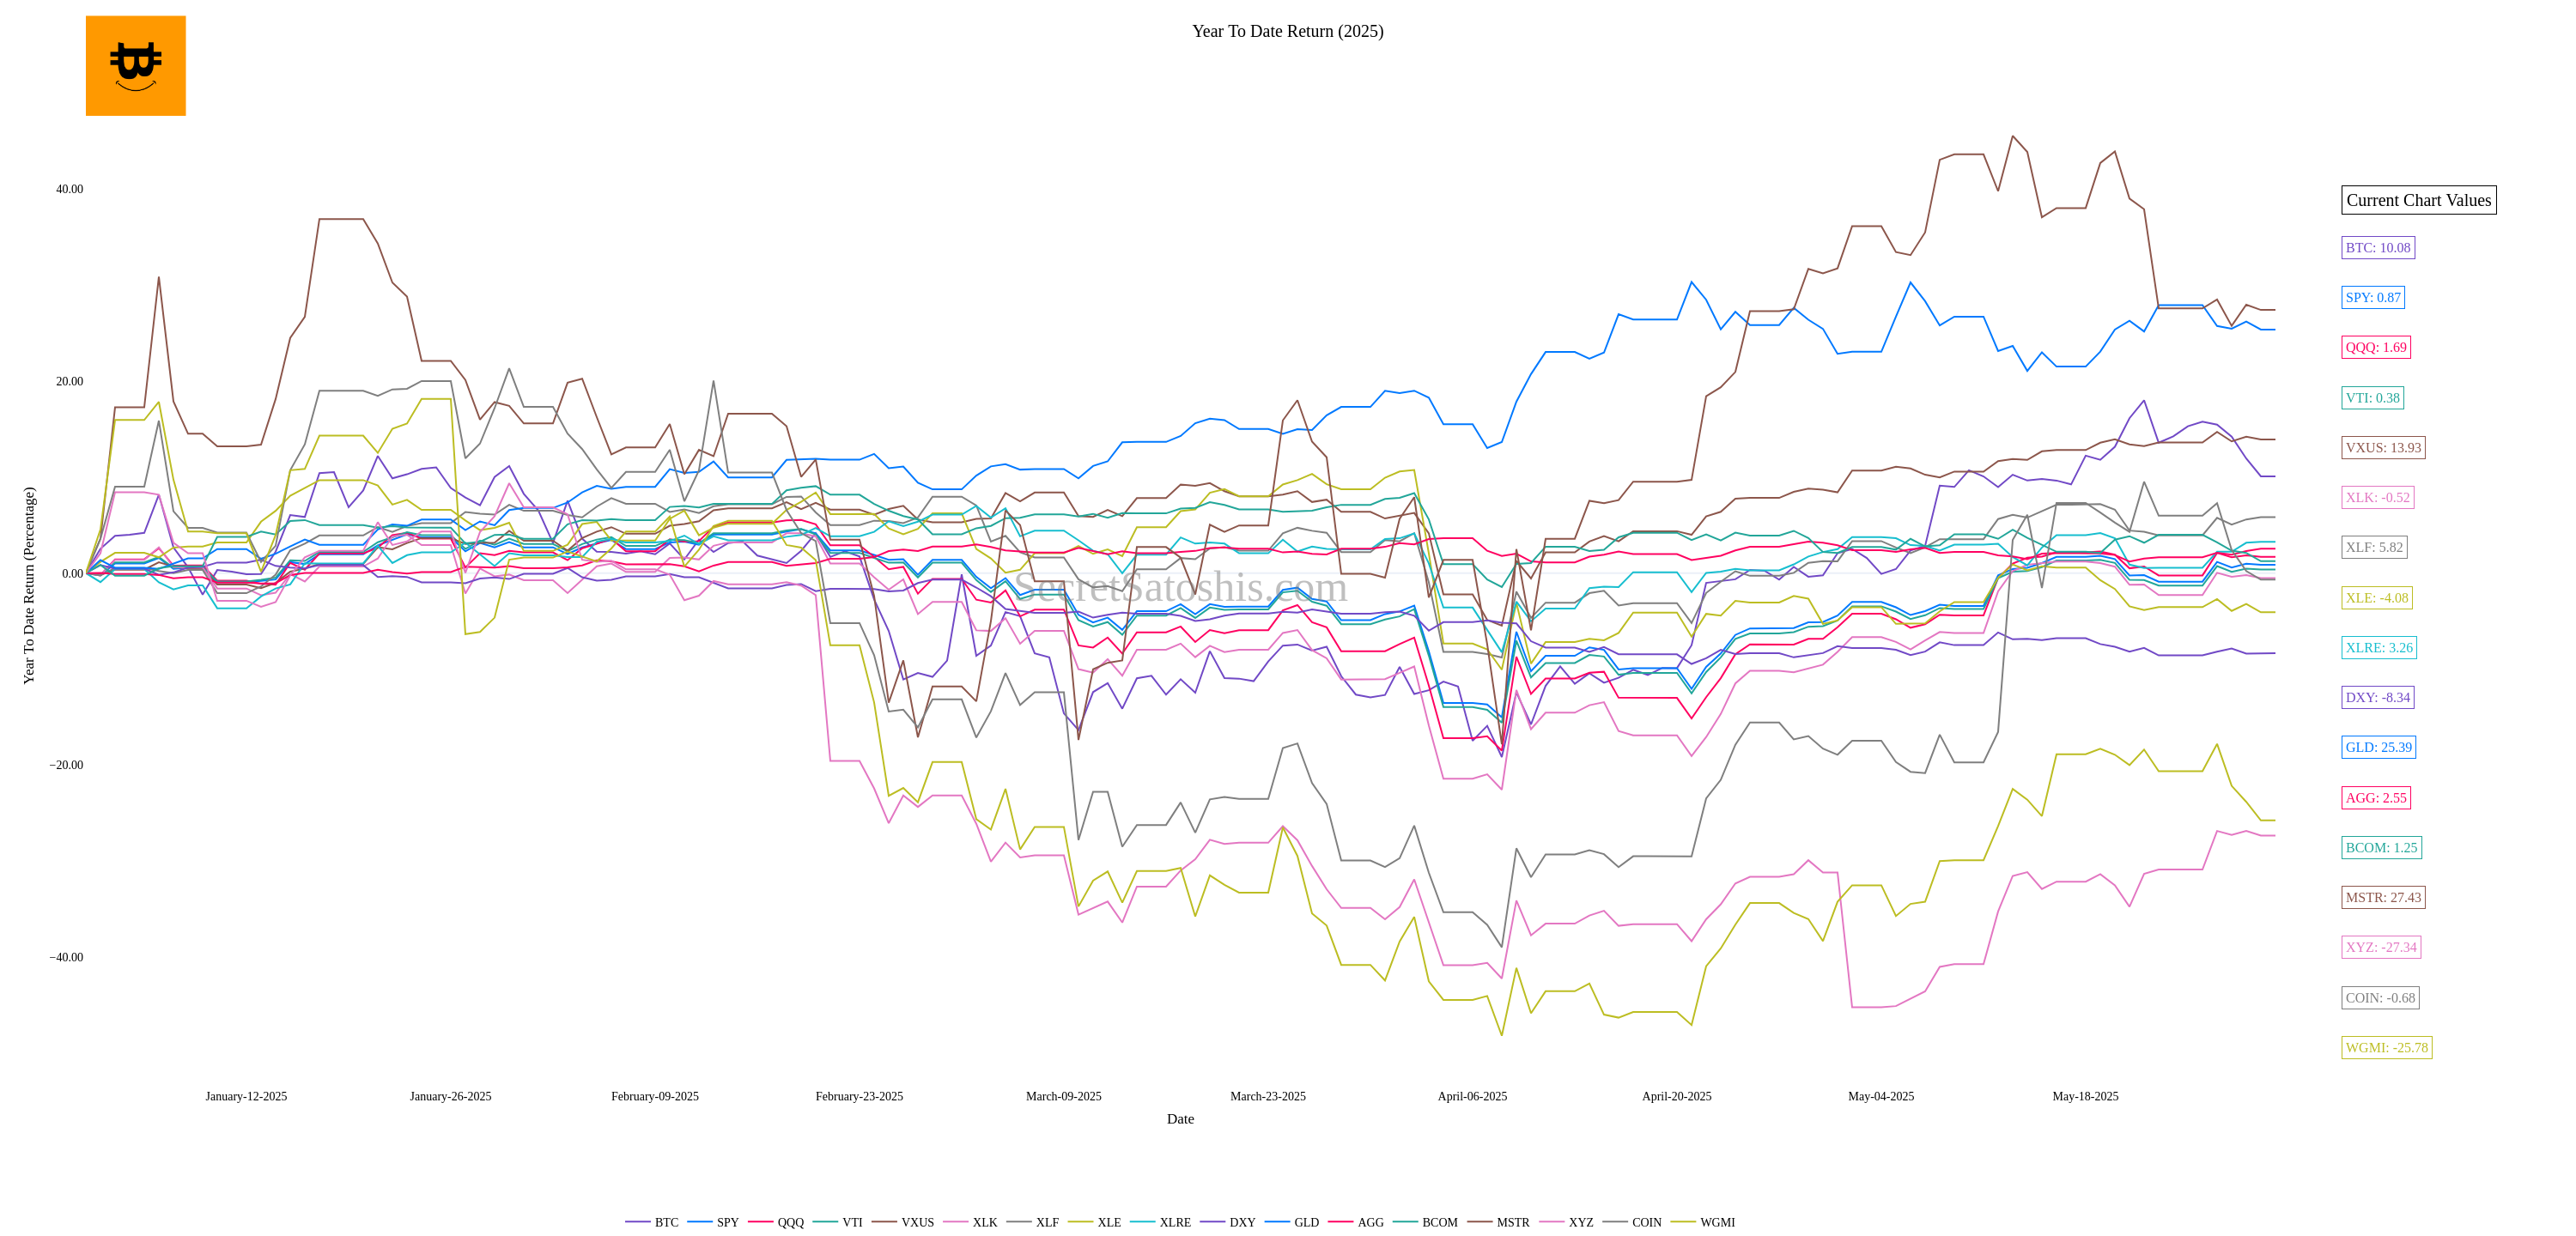 Year To Date Return (2025)
40.00
20.00
0.00
−20.00
−40.00
Year To Date Return (Percentage)
SecretSatoshis.com
Current Chart Values
BTC: 10.08
SPY: 0.87
QQQ: 1.69
VTI: 0.38
VXUS: 13.93
XLK: -0.52
XLF: 5.82
XLE: -4.08
XLRE: 3.26
DXY: -8.34
GLD: 25.39
AGG: 2.55
BCOM: 1.25
MSTR: 27.43
XYZ: -27.34
COIN: -0.68
WGMI: -25.78
January-12-2025 January-26-2025 February-09-2025 February-23-2025 March-09-2025 March-23-2025 April-06-2025 April-20-2025 May-04-2025 May-18-2025
Date
BTC SPY QQQ VTI VXUS XLK XLF XLE XLRE DXY GLD AGG BCOM MSTR XYZ COIN WGMI